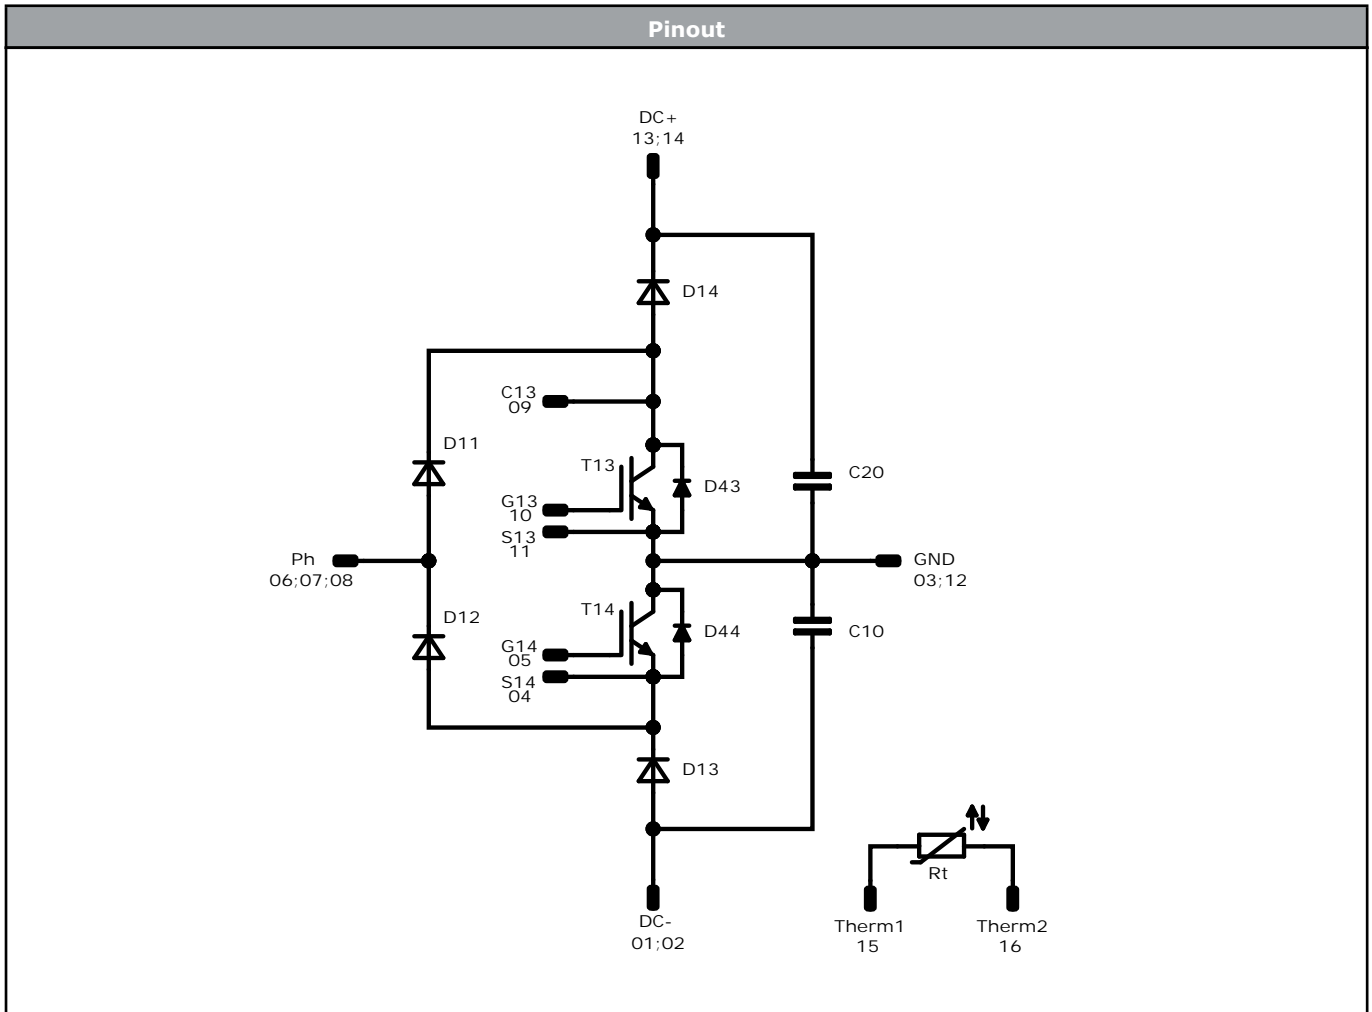 Pinout
DC+
13;14
D14
C13
09
D11
T13
D43
C20
G13
10
S13
11
Ph
06;07;08
GND
03;12
D12
T14
D44
C10
G14
05
S14
04
D13
Rt
DC-
01;02
Therm1
15
Therm2
16